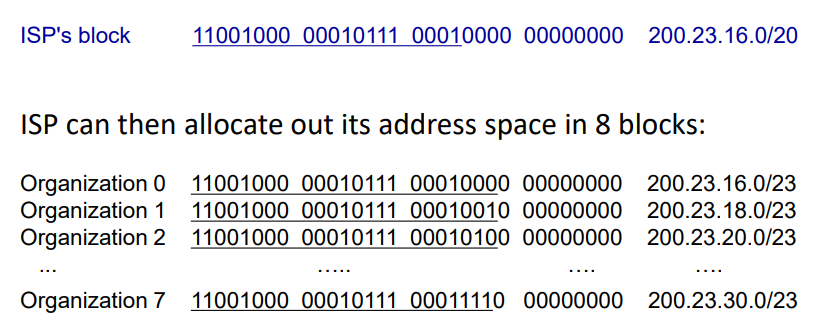 ISP's block 11001000 00010111 00010000 00000000 200.23.16.0/20
ISP can then allocate out its address space in 8 blocks:
Organization 0 11001000 00010111 00010000 00000000 200.23.16.0/23
Organization 1 11001000 00010111 00010010 00000000 200.23.18.0/23
Organization 2 11001000 00010111 00010100 00000000 200.23.20.0/23
... ..... .... ....
Organization 7 11001000 00010111 00011110 00000000 200.23.30.0/23